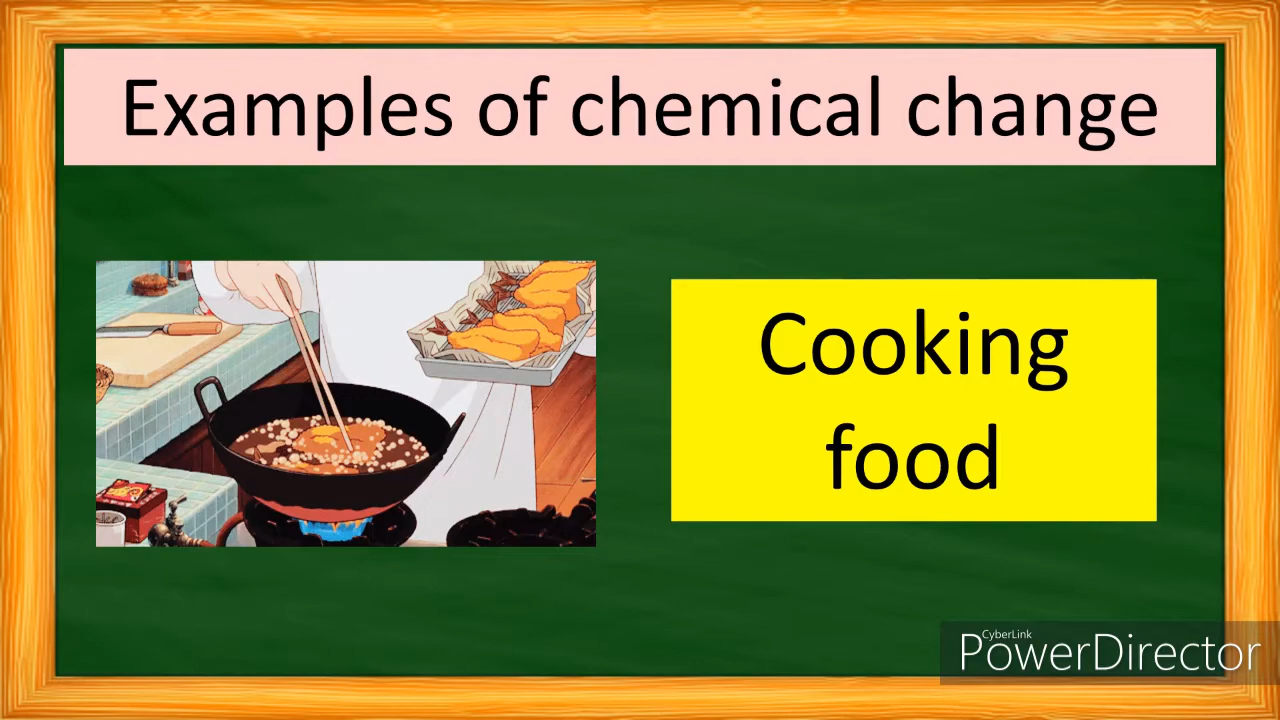 Examples of chemical change
Cooking
food
CyberLink
PowerDirector